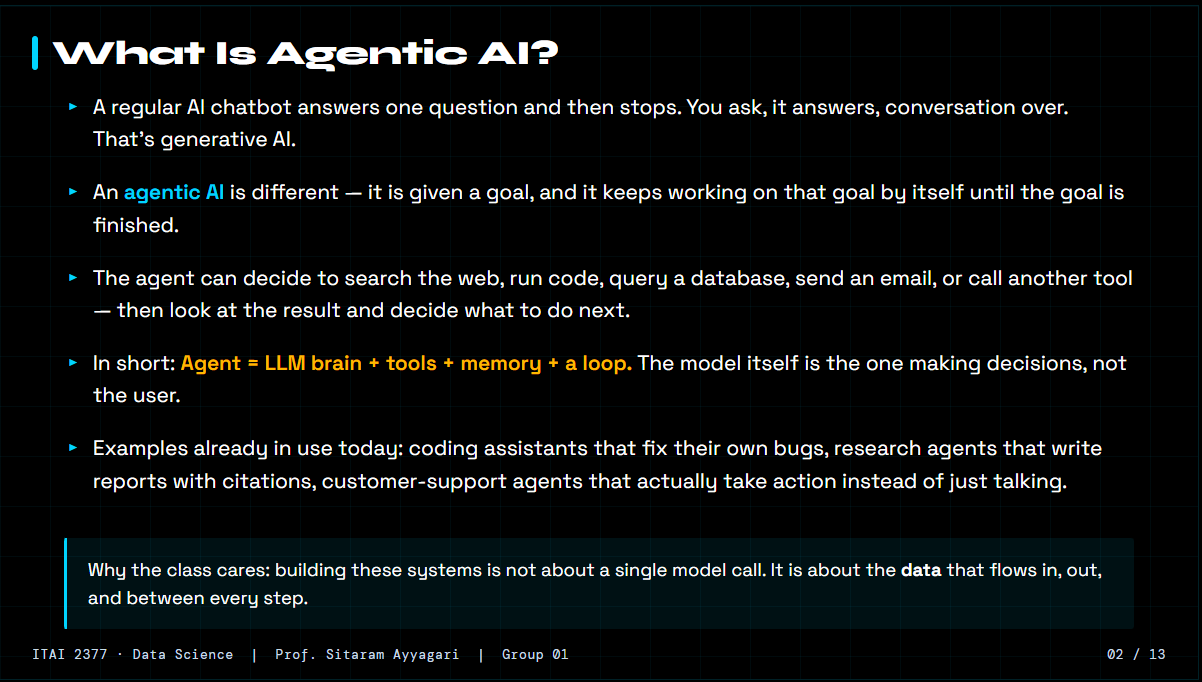 What Is Agentic AI?
▸ A regular AI chatbot answers one question and then stops. You ask, it answers, conversation over.
That's generative AI.
▸ An agentic AI is different — it is given a goal, and it keeps working on that goal by itself until the goal is
finished.
▸ The agent can decide to search the web, run code, query a database, send an email, or call another tool
— then look at the result and decide what to do next.
▸ In short: Agent = LLM brain + tools + memory + a loop. The model itself is the one making decisions, not
the user.
▸ Examples already in use today: coding assistants that fix their own bugs, research agents that write
reports with citations, customer-support agents that actually take action instead of just talking.
Why the class cares: building these systems is not about a single model call. It is about the data that flows in, out,
and between every step.
ITAI 2377 · Data Science | Prof. Sitaram Ayyagari | Group 01
02 / 13